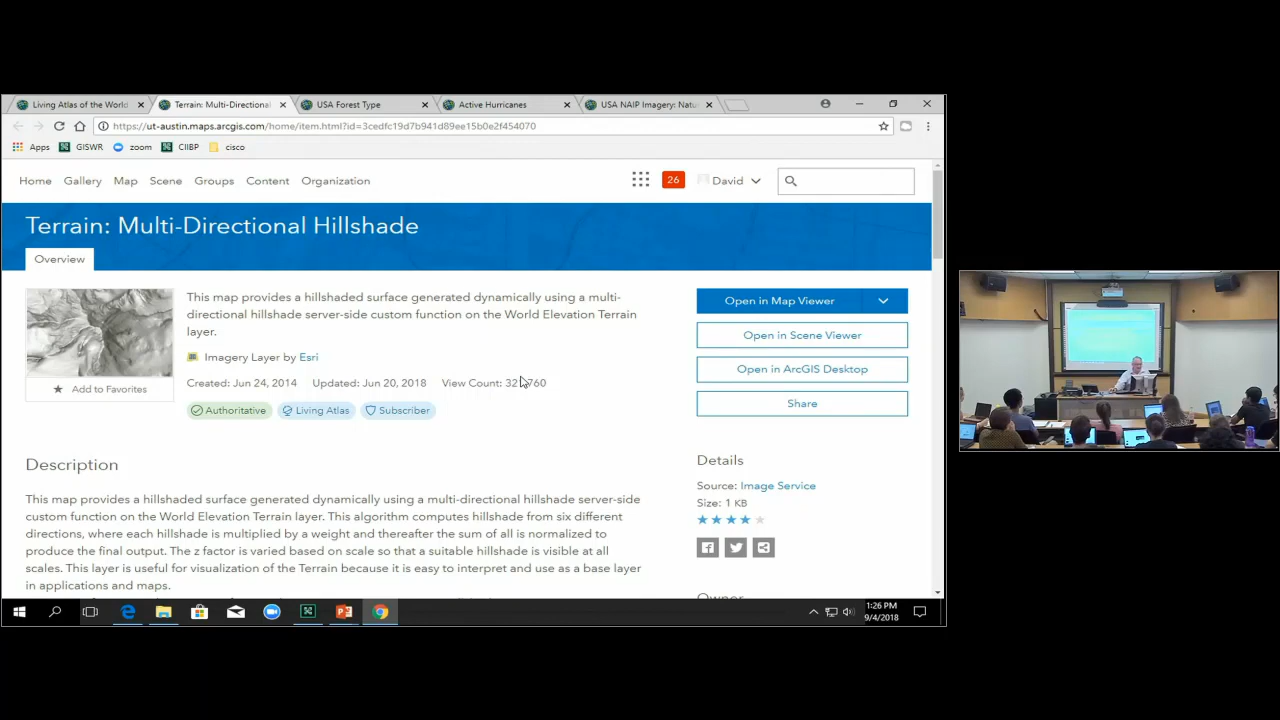 Living Atlas of the World
Terrain: Multi-Directional
USA Forest Type
Active Hurricanes
USA NAIP Imagery: Natu
https://ut-austin.maps.arcgis.com/home/item.html?id=3cedfc19d7b941d89ee15b0e2f454070
Apps GISWR zoom CIIBP cisco
Home Gallery Map Scene Groups Content Organization 26 David
Terrain: Multi-Directional Hillshade
Overview
This map provides a hillshaded surface generated dynamically using a multi-
directional hillshade server-side custom function on the World Elevation Terrain
layer.
Imagery Layer by Esri
Add to Favorites
Created: Jun 24, 2014 Updated: Jun 20, 2018 View Count:
Authoritative Living Atlas Subscriber
Open in Map Viewer
Open in Scene Viewer
Open in ArcGIS Desktop
Share
Description
This map provides a hillshaded surface generated dynamically using a multi-directional hillshade server-side
custom function on the World Elevation Terrain layer. This algorithm computes hillshade from six different
directions, where each hillshade is multiplied by a weight and thereafter the sum of all is normalized to
produce the final output. The z factor is varied based on scale so that a suitable hillshade is visible at all
scales. This layer is useful for visualization of the Terrain because it is easy to interpret and use as a base layer
in applications and maps.
Details
Source: Image Service
Size: 1 KB
1:26 PM
9/4/2018